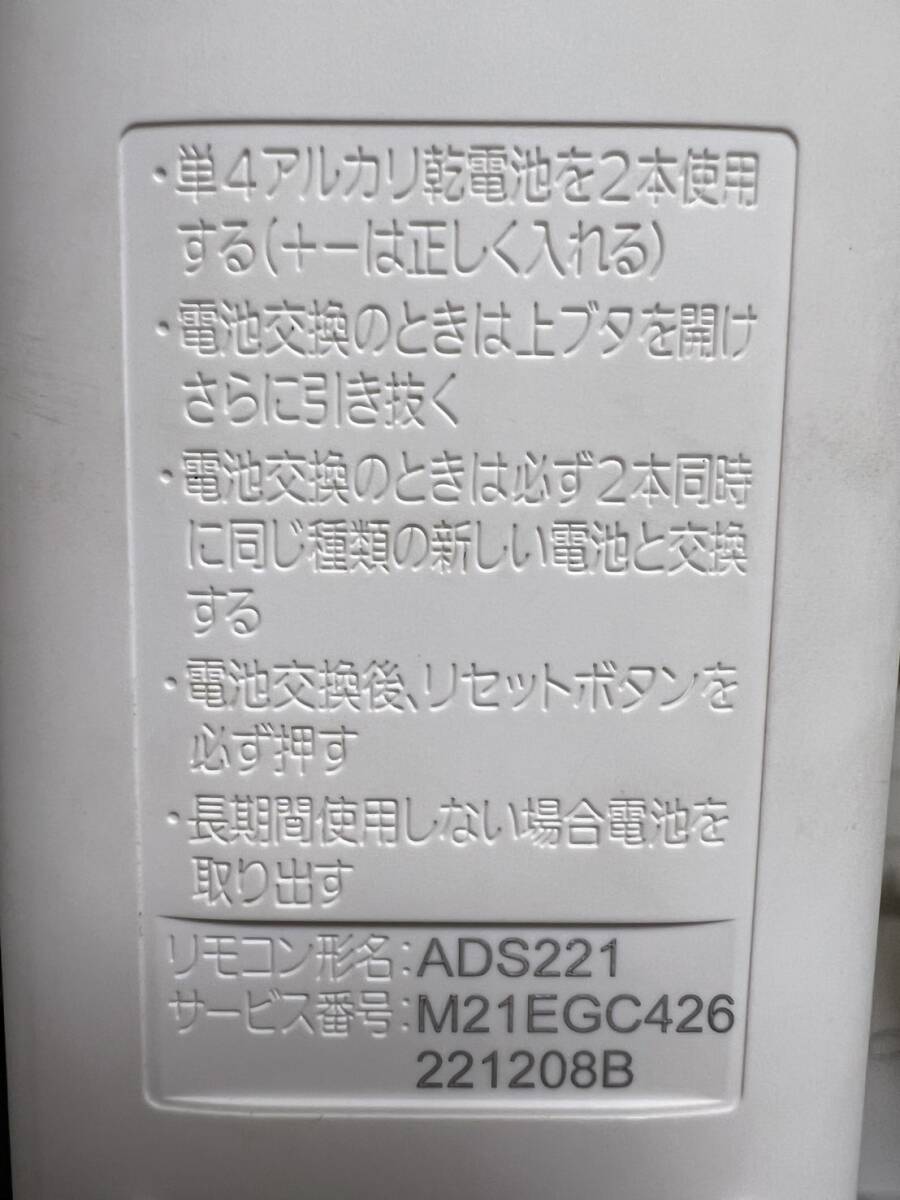 ・単4アルカリ乾電池を2本使用
する(+-は正しく入れる)
・電池交換のときは上ブタを開け
さらに引き抜く
・電池交換のときは必ず2本同時
に同じ種類の新しい電池と交換
する
・電池交換後、リセットボタンを
必ず押す
・長期間使用しない場合電池を
取り出す
リモコン形名:ADS221
サービス番号:M21EGC426
221208B